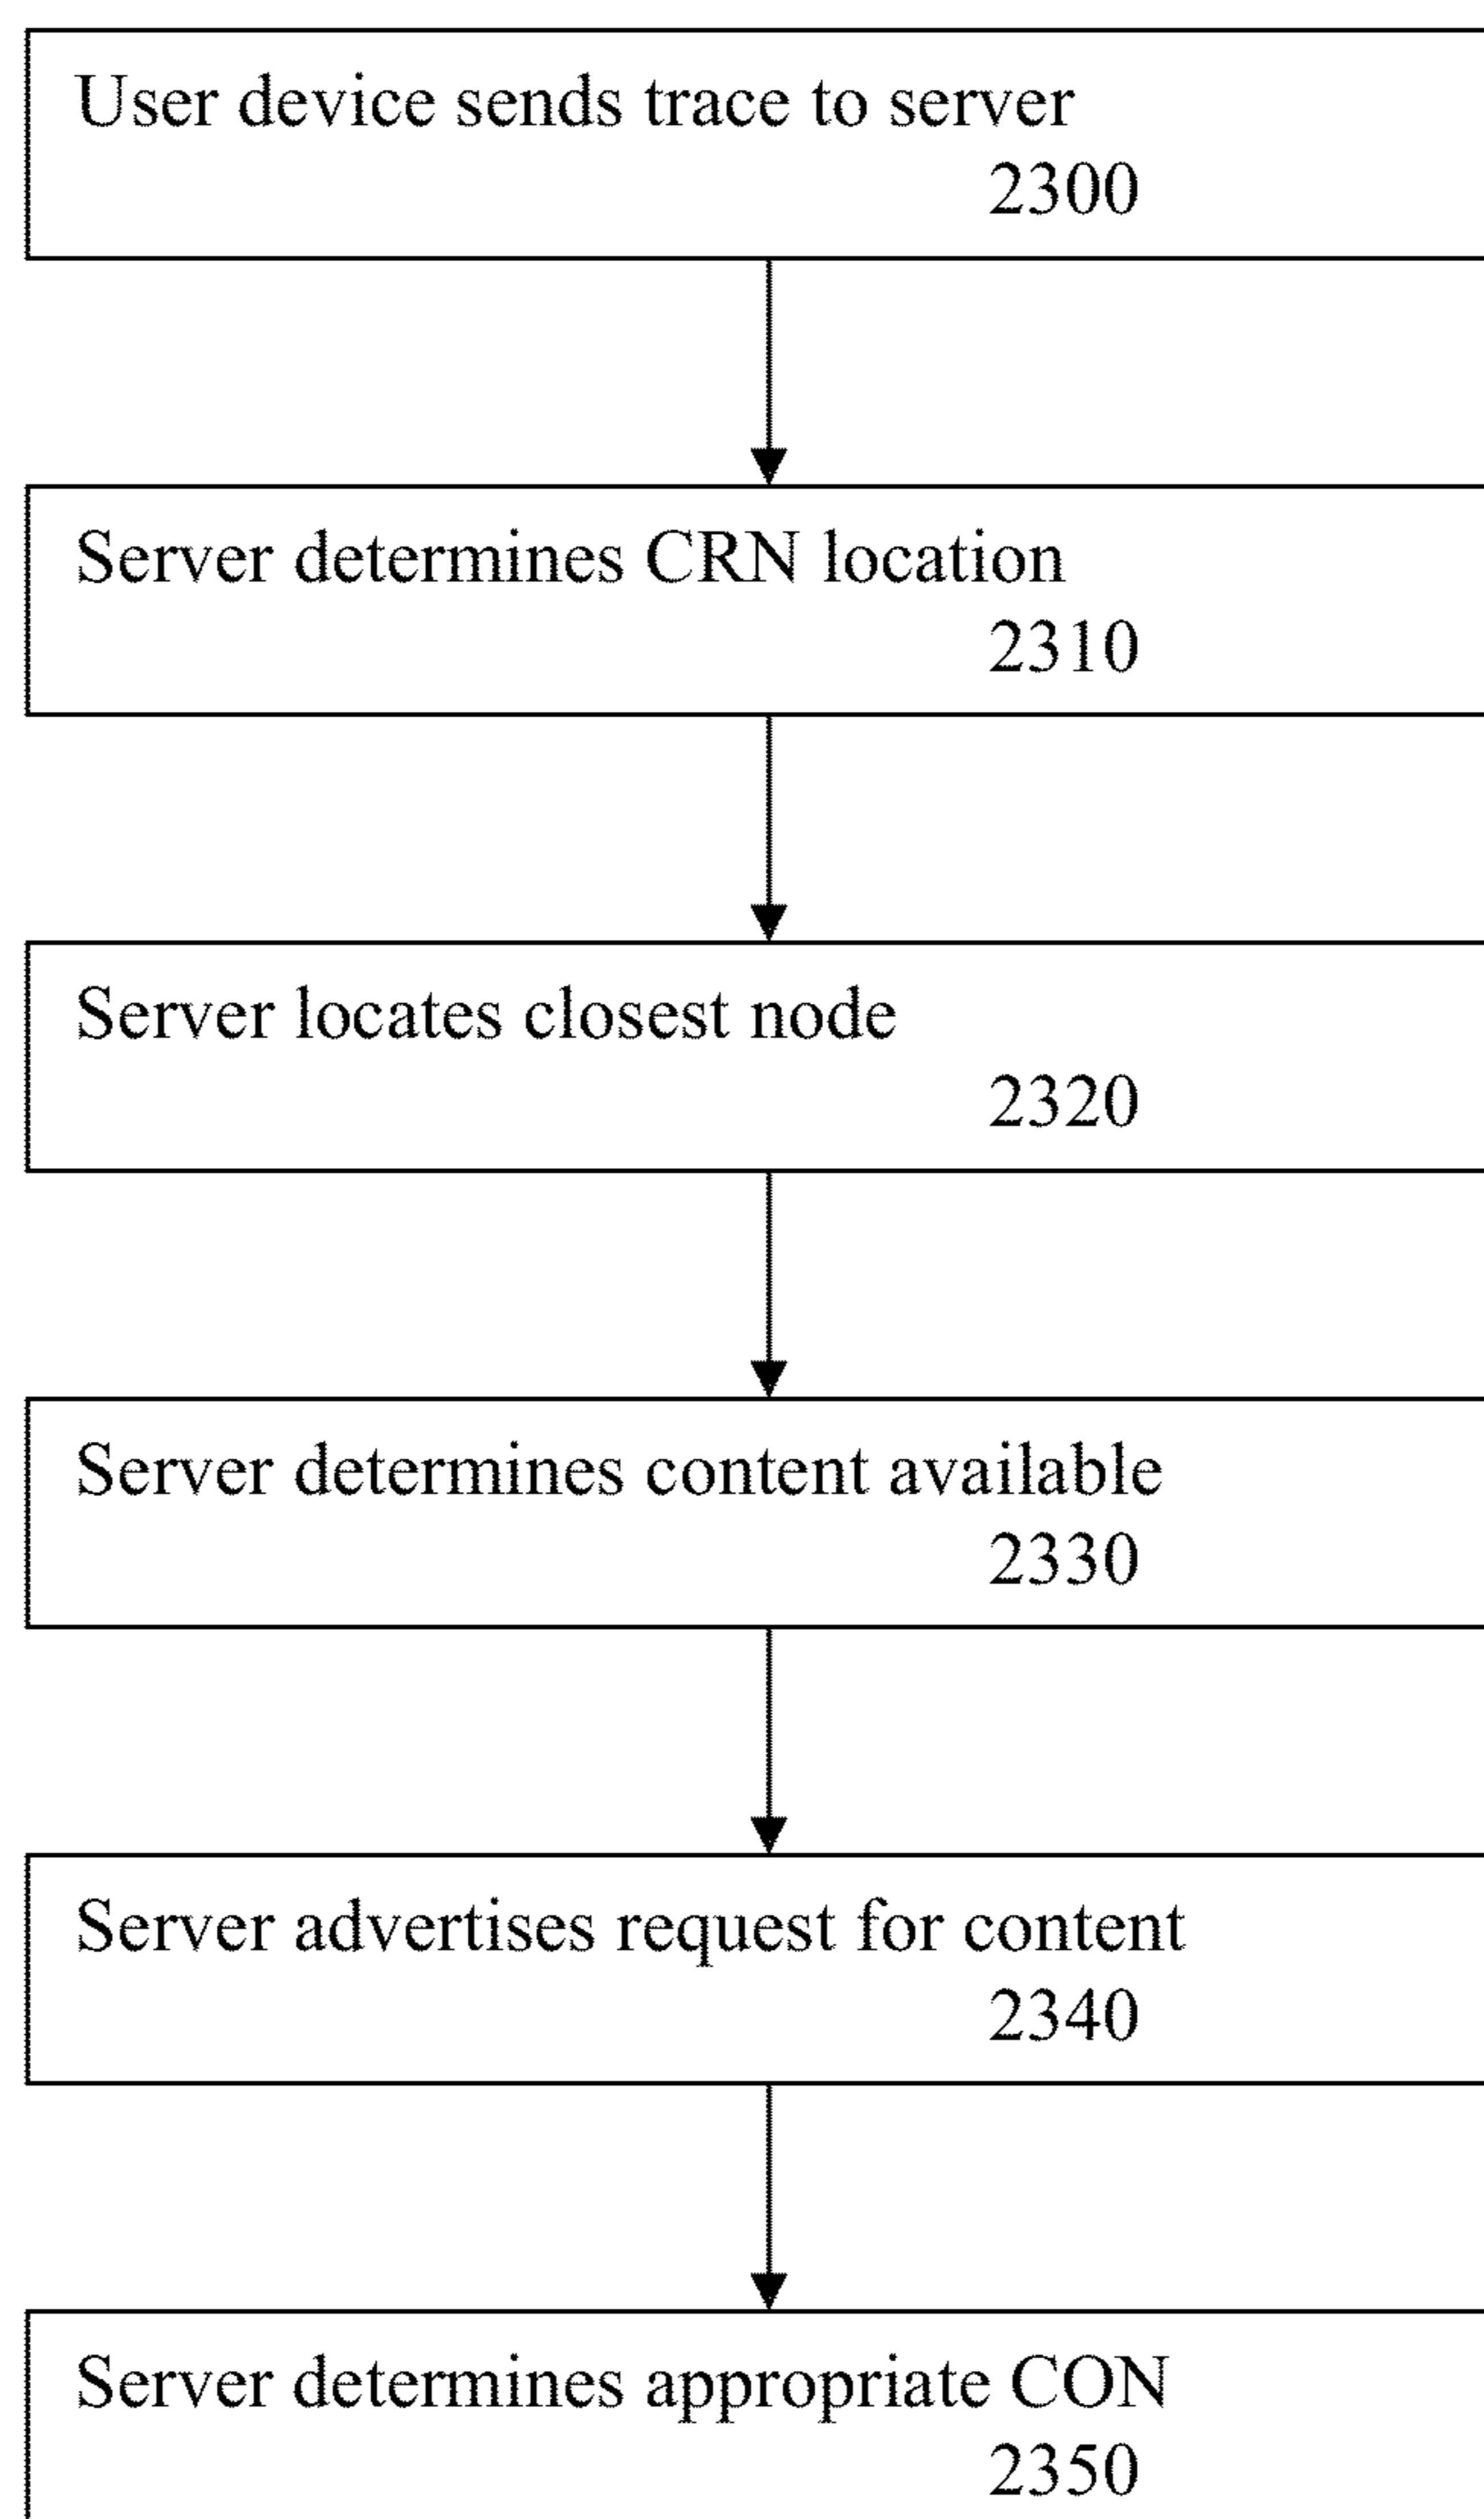 User device sends trace to server
2300
Server determines CRN location
2310
Server locates closest node
2320
Server determines content available
2330
Server advertises request for content
2340
Server determines appropriate CON
2350